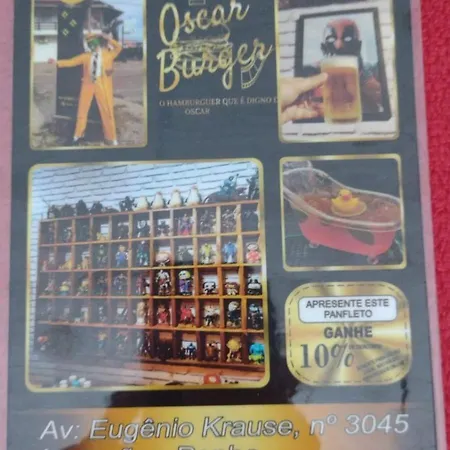 Oscar
Burger
O HAMBURGUER QUE É DIGNO
OSCAR
APRESENTE ESTE
PANFLETO
GANHE
10%
Av: Eugênio Krause, nº 3045